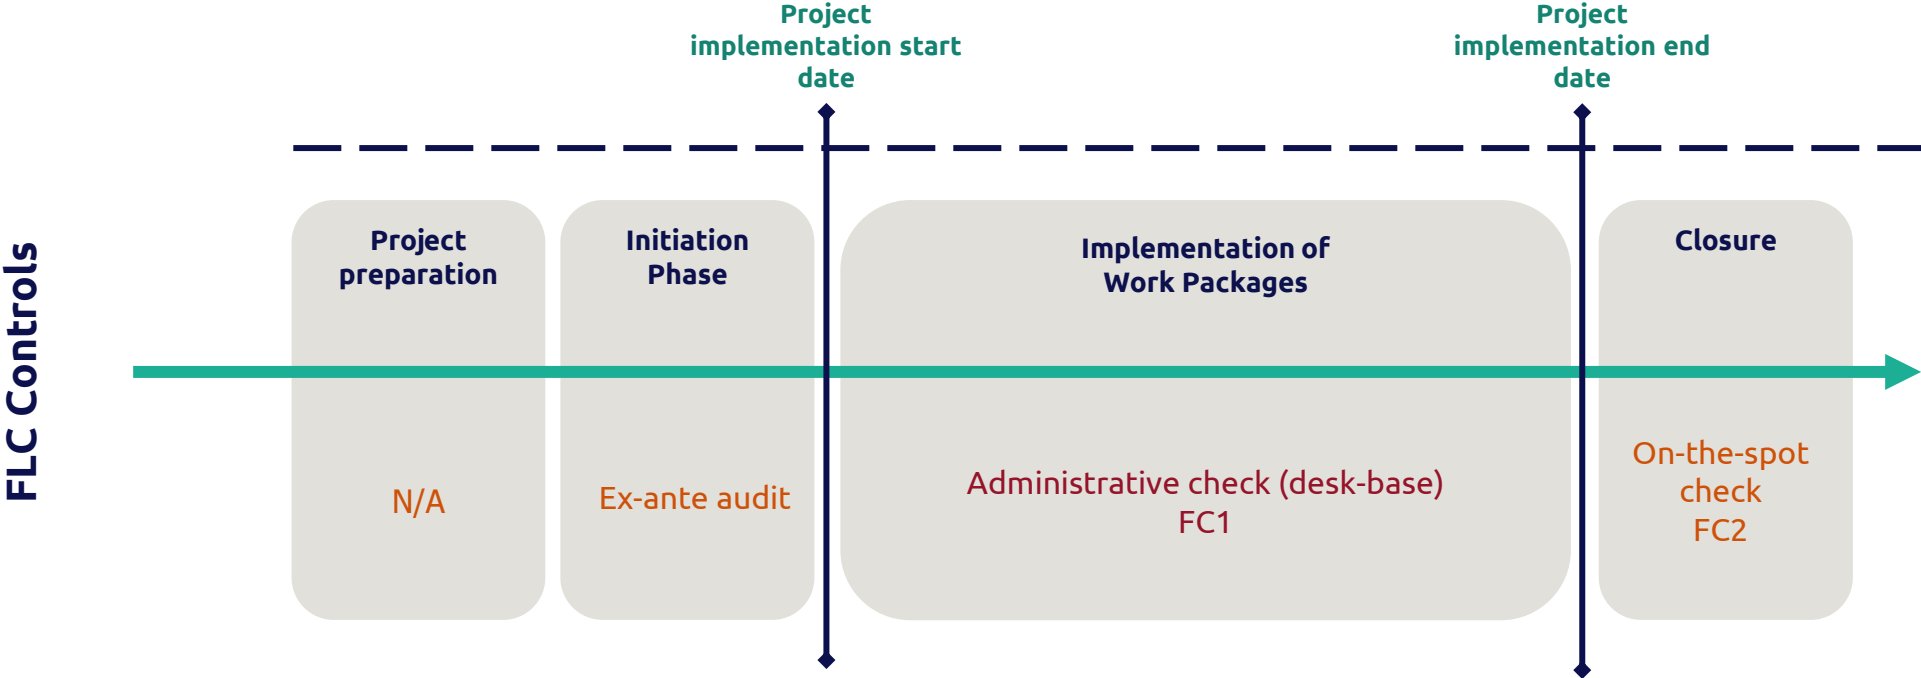 Project
implementation start
date
Project
implementation end
date
FLC Controls
Project
preparation
Initiation
Phase
Implementation of
Work Packages
Closure
N/A
Ex-ante audit
Administrative check (desk-base)
FC1
On-the-spot
check
FC2